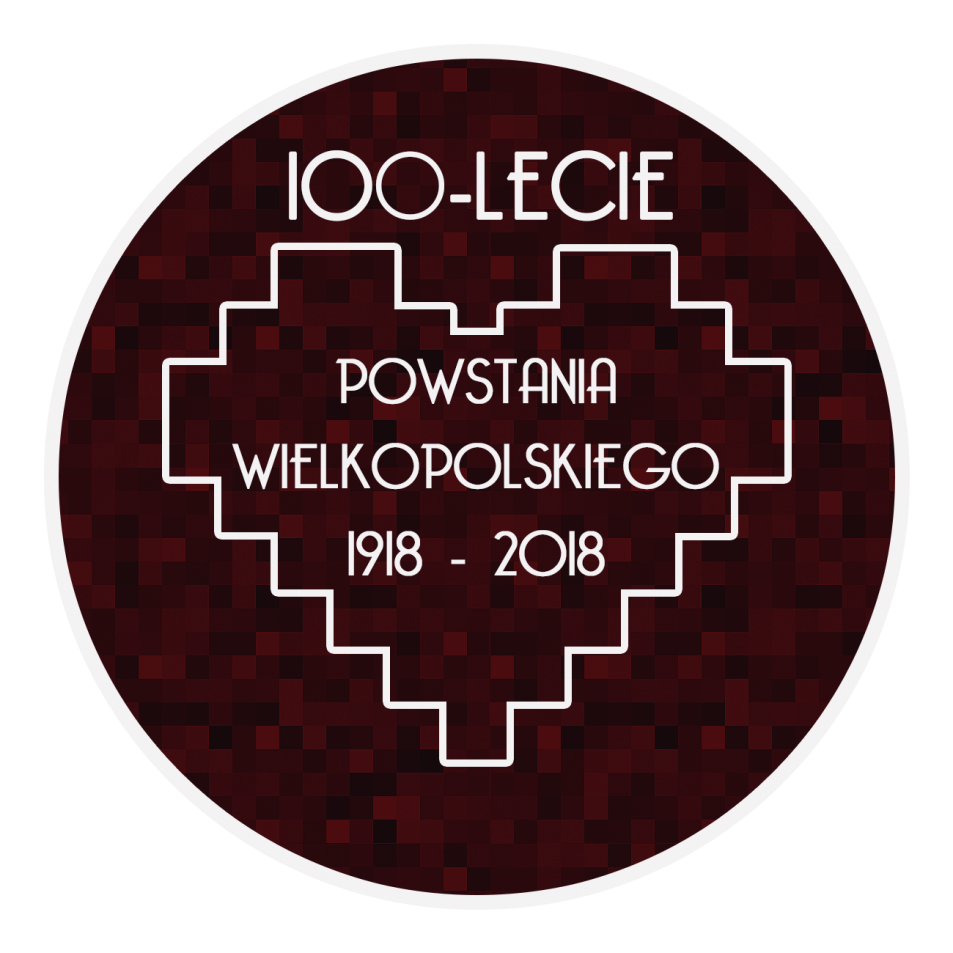 100-LECIE
POWSTANIA
WIELKOPOLSKIEGO
1918 - 2018